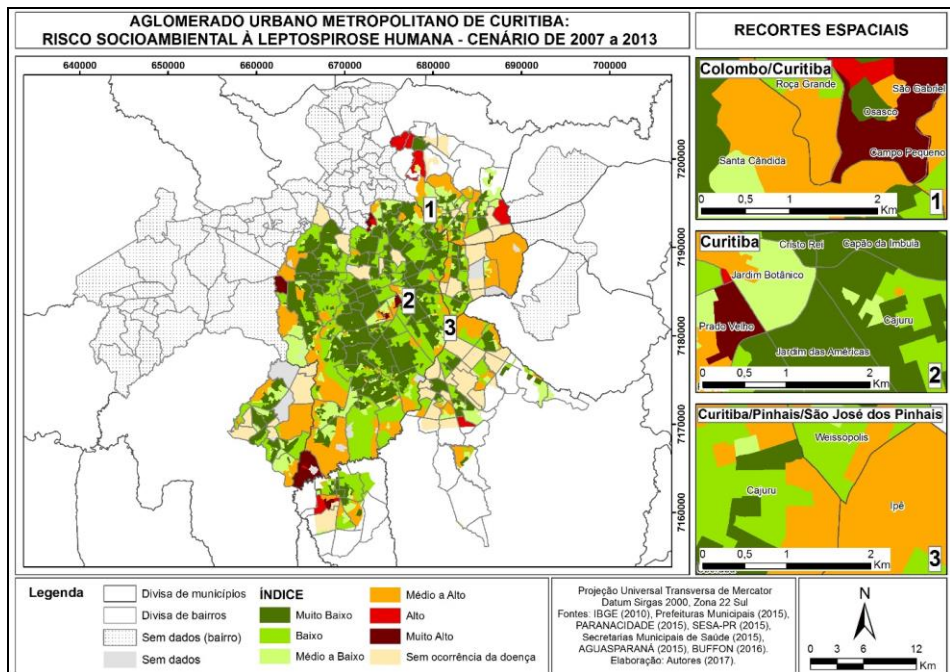 AGLOMERADO URBANO METROPOLITANO DE CURITIBA:
RISCO SOCIOAMBIENTAL À LEPTOSPIROSE HUMANA - CENÁRIO DE 2007 a 2013
640000 650000 660000 670000 680000 690000 700000
7200000
7190000
7180000
7170000
7160000
1
2
3
RECORTES ESPACIAIS
Colombo/Curitiba
Roça Grande
São Gabriel
Osasco
Santa Cândida
Campo Pequeno
0 0,5 1 2
Km
1
Curitiba
Cristo Rei
Capão da Imbuia
Jardim Botânico
Prado Velho
Cajuru
Jardim das Américas
0 0,5 1 2
Km
2
Curitiba/Pinhais/São José dos Pinhais
Weissopolis
Cajuru
Ipê
0 0,5 1 2
Km
3
Legenda
Divisa de municípios
Divisa de bairros
Sem dados (bairro)
Sem dados
ÍNDICE
Muito Baixo
Baixo
Médio a Baixo
Médio a Alto
Alto
Muito Alto
Sem ocorrência da doença
Projeção Universal Transversa de Mercator
Datum Sirgas 2000, Zona 22 Sul
Fontes: IBGE (2010), Prefeituras Municipais (2015),
PARANACIDADE (2015), SESA-PR (2015),
Secretarias Municipais de Saúde (2015),
AGUASPARANÁ (2015), BUFFON (2016).
Elaboração: Autores (2017).
N
0 3 6 12
Km